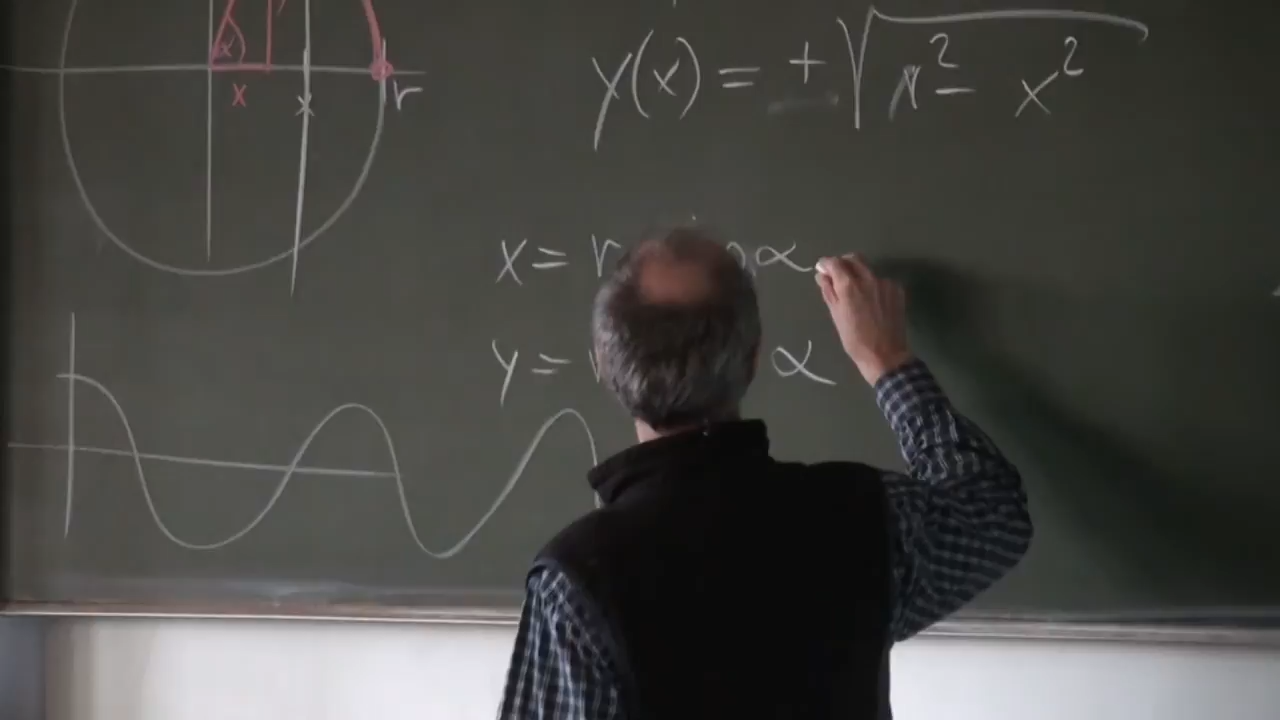 y(x) = ± √(r² - x²)
x = r α
y = α
α
x
x
r